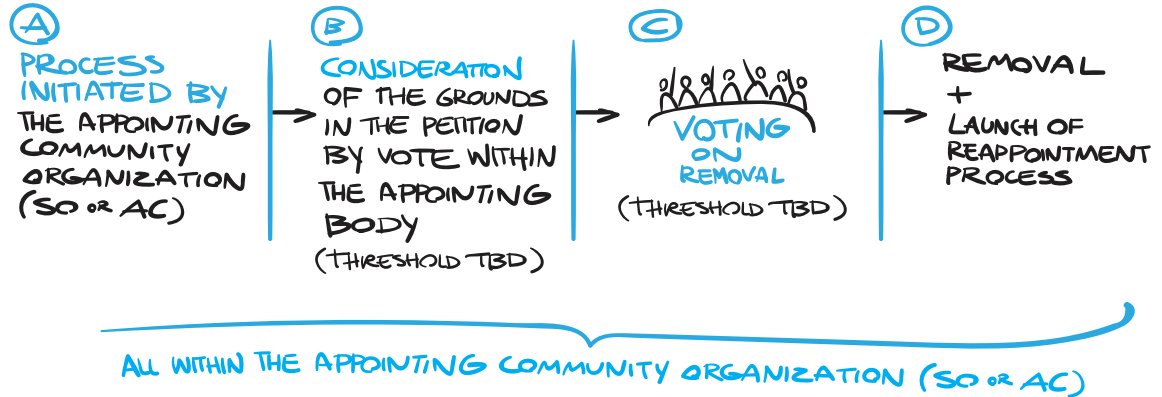 A
PROCESS
INITIATED BY
THE APPOINTING
COMMUNITY
ORGANIZATION
(SO OR AC)
B
CONSIDERATION
OF THE GROUNDS
IN THE PETITION
BY VOTE WITHIN
THE APPOINTING
BODY
(THRESHOLD TBD)
C
VOTING
ON
REMOVAL
(THRESHOLD TBD)
D
REMOVAL
+
LAUNCH OF
REAPPOINTMENT
PROCESS
ALL WITHIN THE APPOINTING COMMUNITY ORGANIZATION (SO OR AC)